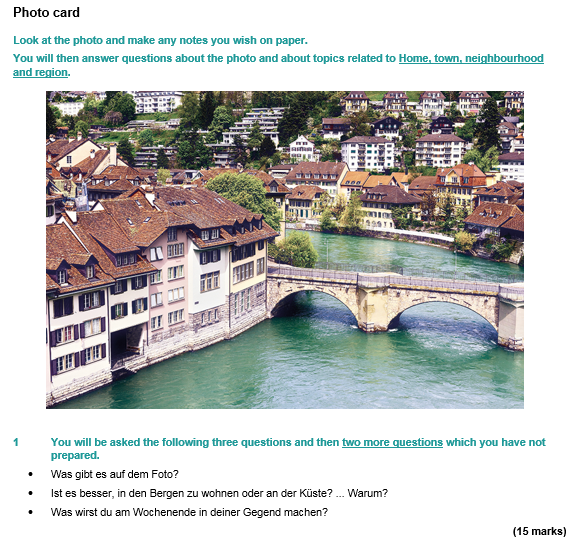 Photo card
Look at the photo and make any notes you wish on paper.
You will then answer questions about the photo and about topics related to Home, town, neighbourhood
and region.
1 You will be asked the following three questions and then two more questions which you have not
prepared.
• Was gibt es auf dem Foto?
• Ist es besser, in den Bergen zu wohnen oder an der Küste? ... Warum?
• Was wirst du am Wochenende in deiner Gegend machen?
(15 marks)